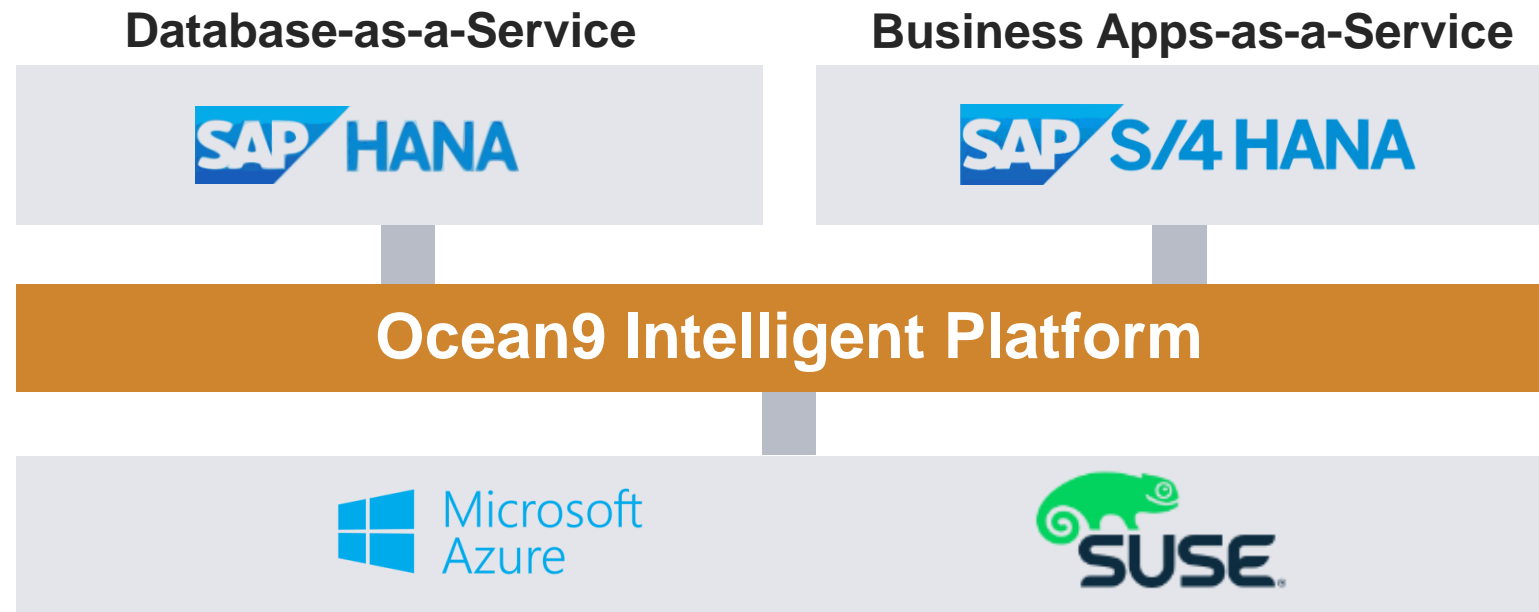 Database-as-a-Service
Business Apps-as-a-Service
SAP HANA
SAP S/4 HANA
Ocean9 Intelligent Platform
Microsoft
Azure
SUSE.